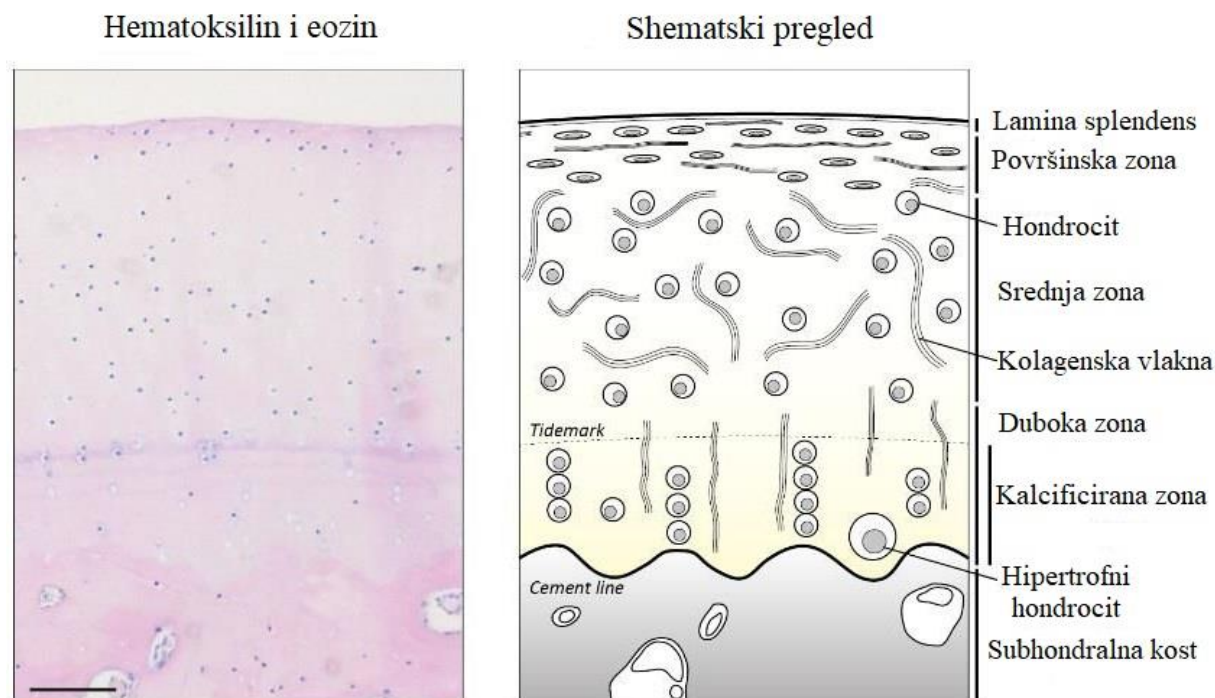 Hematoksilin i eozin
Shematski pregled
Lamina splendens
Površinska zona
Hondrocit
Srednja zona
Kolagenska vlakna
Tidemark
Duboka zona
Kalcificirana zona
Cement line
Hipertrofni
hondrocit
Subhondralna kost